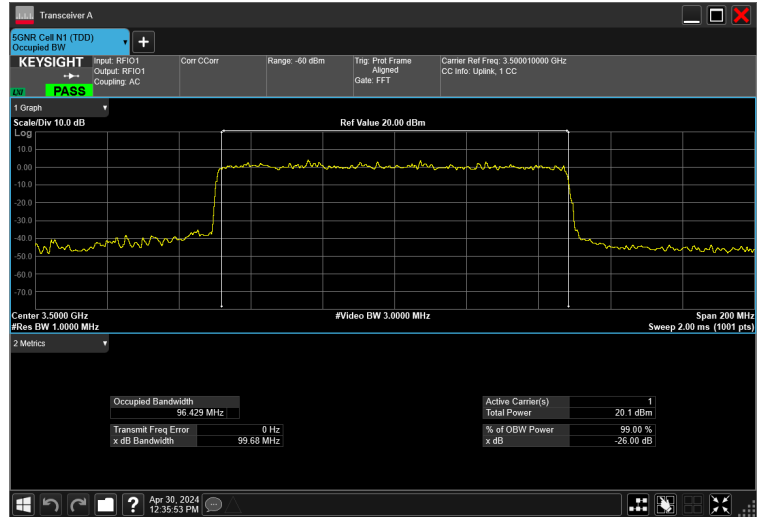 Transceiver A
5GNR Cell N1 (TDD)
Occupied BW
KEYSIGHT
LXI
PASS
Input: RFIO1
Output: RFIO1
Coupling: AC
Corr CCorr
Range: -60 dBm
Trig: Prot Frame
Aligned
Gate: FFT
Carrier Ref Freq: 3.500010000 GHz
CC Info: Uplink, 1 CC
1 Graph
Scale/Div 10.0 dB
Ref Value 20.00 dBm
Log
10.0
0.00
-10.0
-20.0
-30.0
-40.0
-50.0
-60.0
-70.0
Center 3.5000 GHz
#Video BW 3.0000 MHz
Span 200 MHz
#Res BW 1.0000 MHz
Sweep 2.00 ms (1001 pts)
2 Metrics
Occupied Bandwidth
96.429 MHz
Transmit Freq Error 0 Hz
x dB Bandwidth 99.68 MHz
Active Carrier(s) 1
Total Power 20.1 dBm
% of OBW Power 99.00 %
x dB -26.00 dB
?
Apr 30, 2024
12:35:53 PM